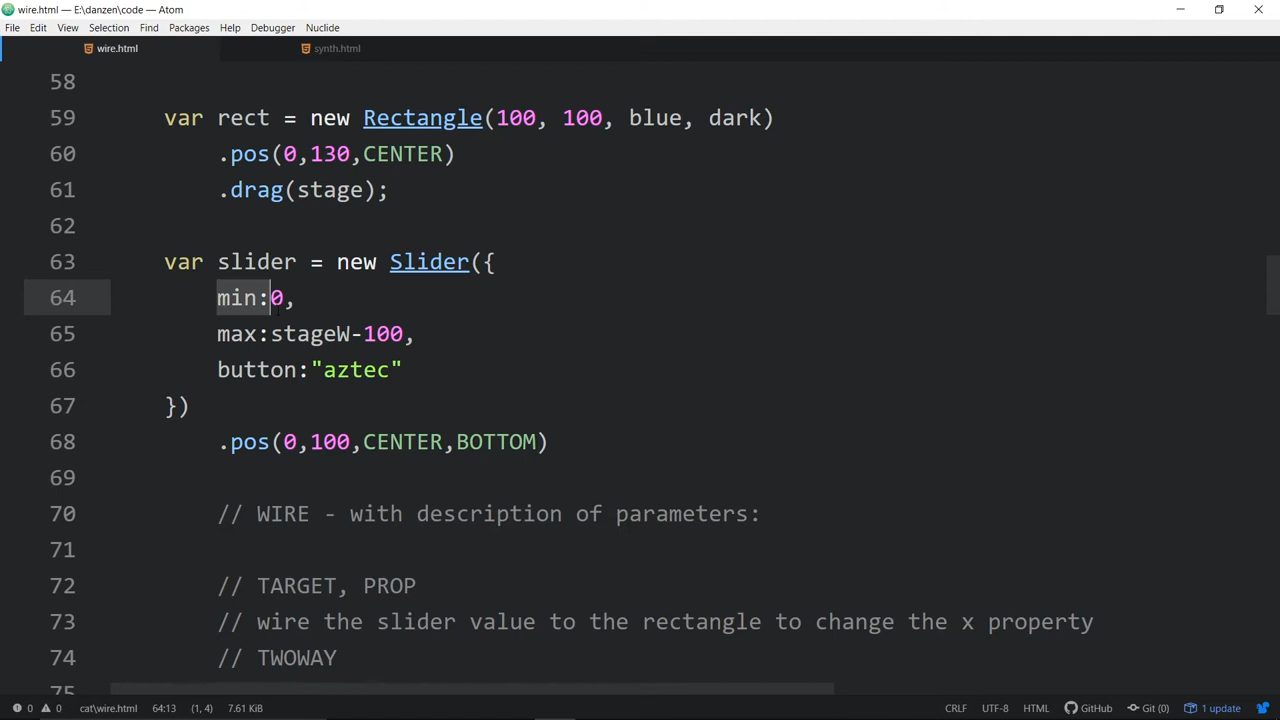 wire.html — E:\danzen\code — Atom
File Edit View Selection Find Packages Help Debugger Nuclide
wire.html synth.html
58
59 var rect = new Rectangle(100, 100, blue, dark)
60 .pos(0,130,CENTER)
61 .drag(stage);
62
63 var slider = new Slider({
64 min:0,
65 max:stageW-100,
66 button:"aztec"
67 })
68 .pos(0,100,CENTER,BOTTOM)
69
70 // WIRE - with description of parameters:
71
72 // TARGET, PROP
73 // wire the slider value to the rectangle to change the x property
74 // TWOWAY
75
0 0 cat\wire.html 64:13 (1, 4) 7.61 KiB CRLF UTF-8 HTML GitHub Git (0) 1 update